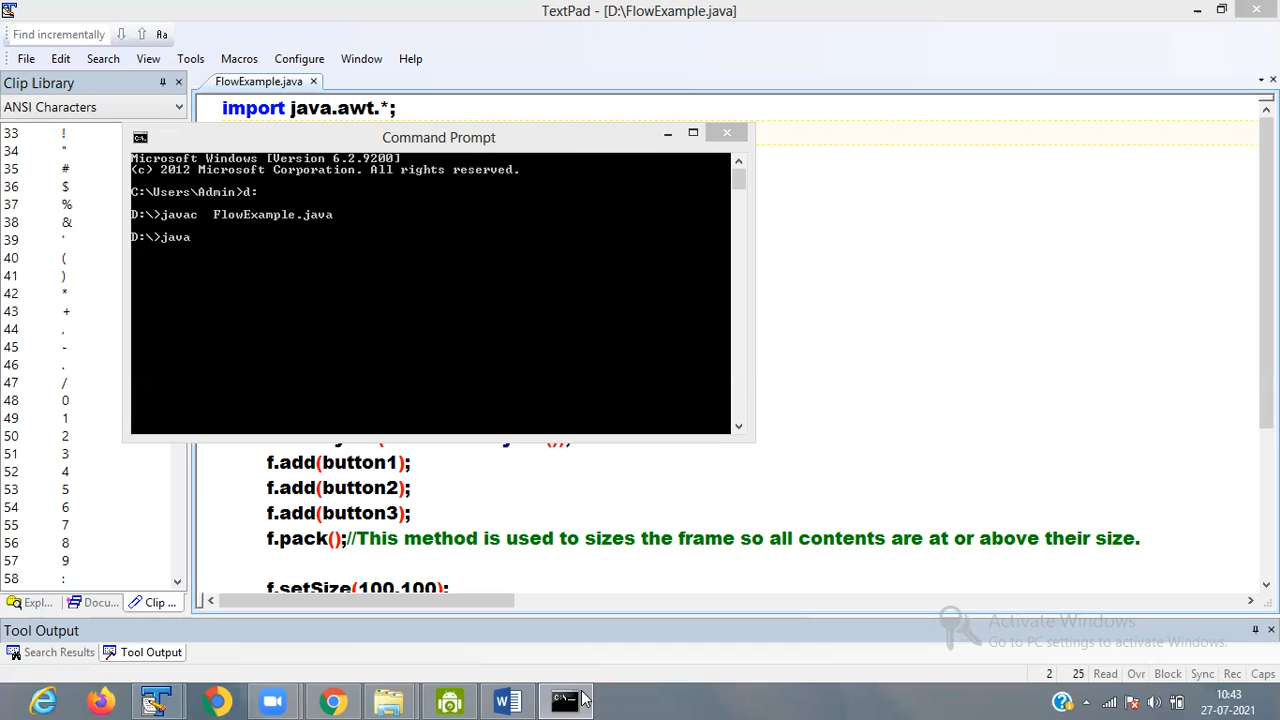 TextPad - [D:\FlowExample.java]
Find incrementally
File Edit Search View Tools Macros Configure Window Help
Clip Library
FlowExample.java
ANSI Characters
import java.awt.*;
33 !
34 "
35 #
36 $
37 %
38 &
39 '
40 (
41 )
42 *
43 +
44 ,
45 -
46 .
47 /
48 0
49 1
50 2
51 3
52 4
53 5
54 6
55 7
56 8
57 9
58 :
Command Prompt
Microsoft Windows [Version 6.2.9200]
(c) 2012 Microsoft Corporation. All rights reserved.
C:\Users\Admin>d:
D:\>javac  FlowExample.java
D:\>java
f.add(button1);
f.add(button2);
f.add(button3);
f.pack();//This method is used to sizes the frame so all contents are at or above their size.
f.setSize(100,100);
Expl... Docu... Clip ...
Tool Output
Activate Windows
Go to PC settings to activate Windows.
Search Results Tool Output
2 25 Read Ovr Block Sync Rec Caps
10:43
27-07-2021